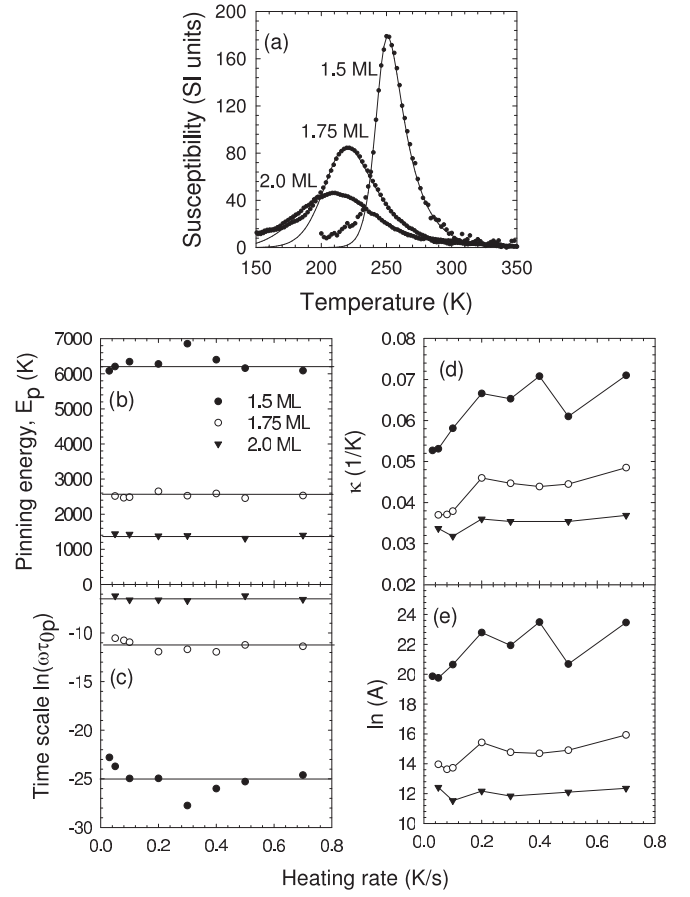 200
160
120
80
40
0
Susceptibility (SI units)
(a)
1.5 ML
1.75 ML
2.0 ML
150 200 250 300 350
Temperature (K)
7000
6000
5000
4000
3000
2000
1000
0
Pinning energy, Ep (K)
(b)
1.5 ML
1.75 ML
2.0 ML
-10
-15
-20
-25
-30
Time scale ln(ωτ0p)
(c)
0.0 0.2 0.4 0.6 0.8
0.08
0.07
0.06
0.05
0.04
0.03
0.02
κ (1/K)
(d)
26
24
22
20
18
16
14
12
10
ln (A)
(e)
0.0 0.2 0.4 0.6 0.8
Heating rate (K/s)